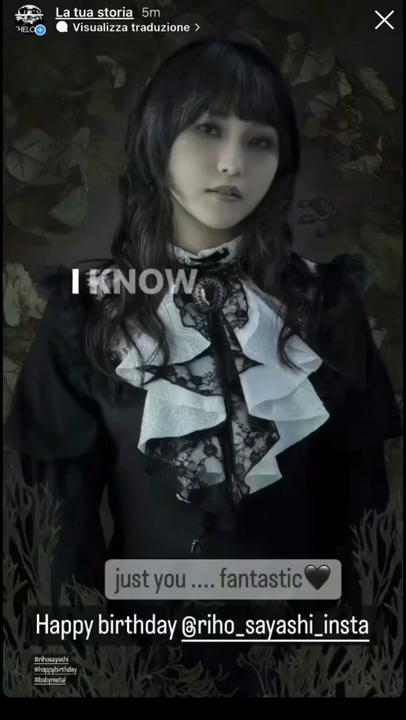 La tua storia 5m
Visualizza traduzione
I KNOW
just you .... fantastic🖤
Happy birthday @riho_sayashi_insta
#rihosayashi
#happybirthday
#babymetal